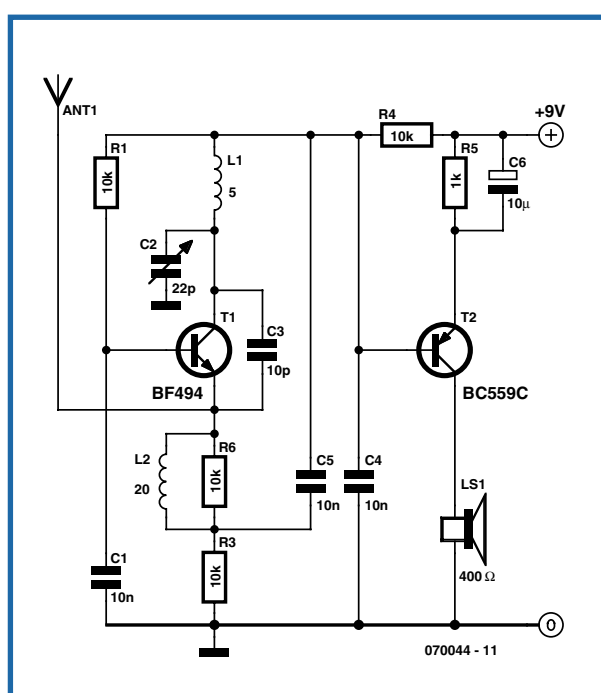 ANT1
R1
10k
L1
5
C2
22p
T1
BF494
C3
10p
R4
10k
+9V
R5
1k
C6
10µ
T2
BC559C
L2
20
R6
10k
C5
10n
C4
10n
R3
10k
C1
10n
LS1
400 Ω
0
070044 - 11